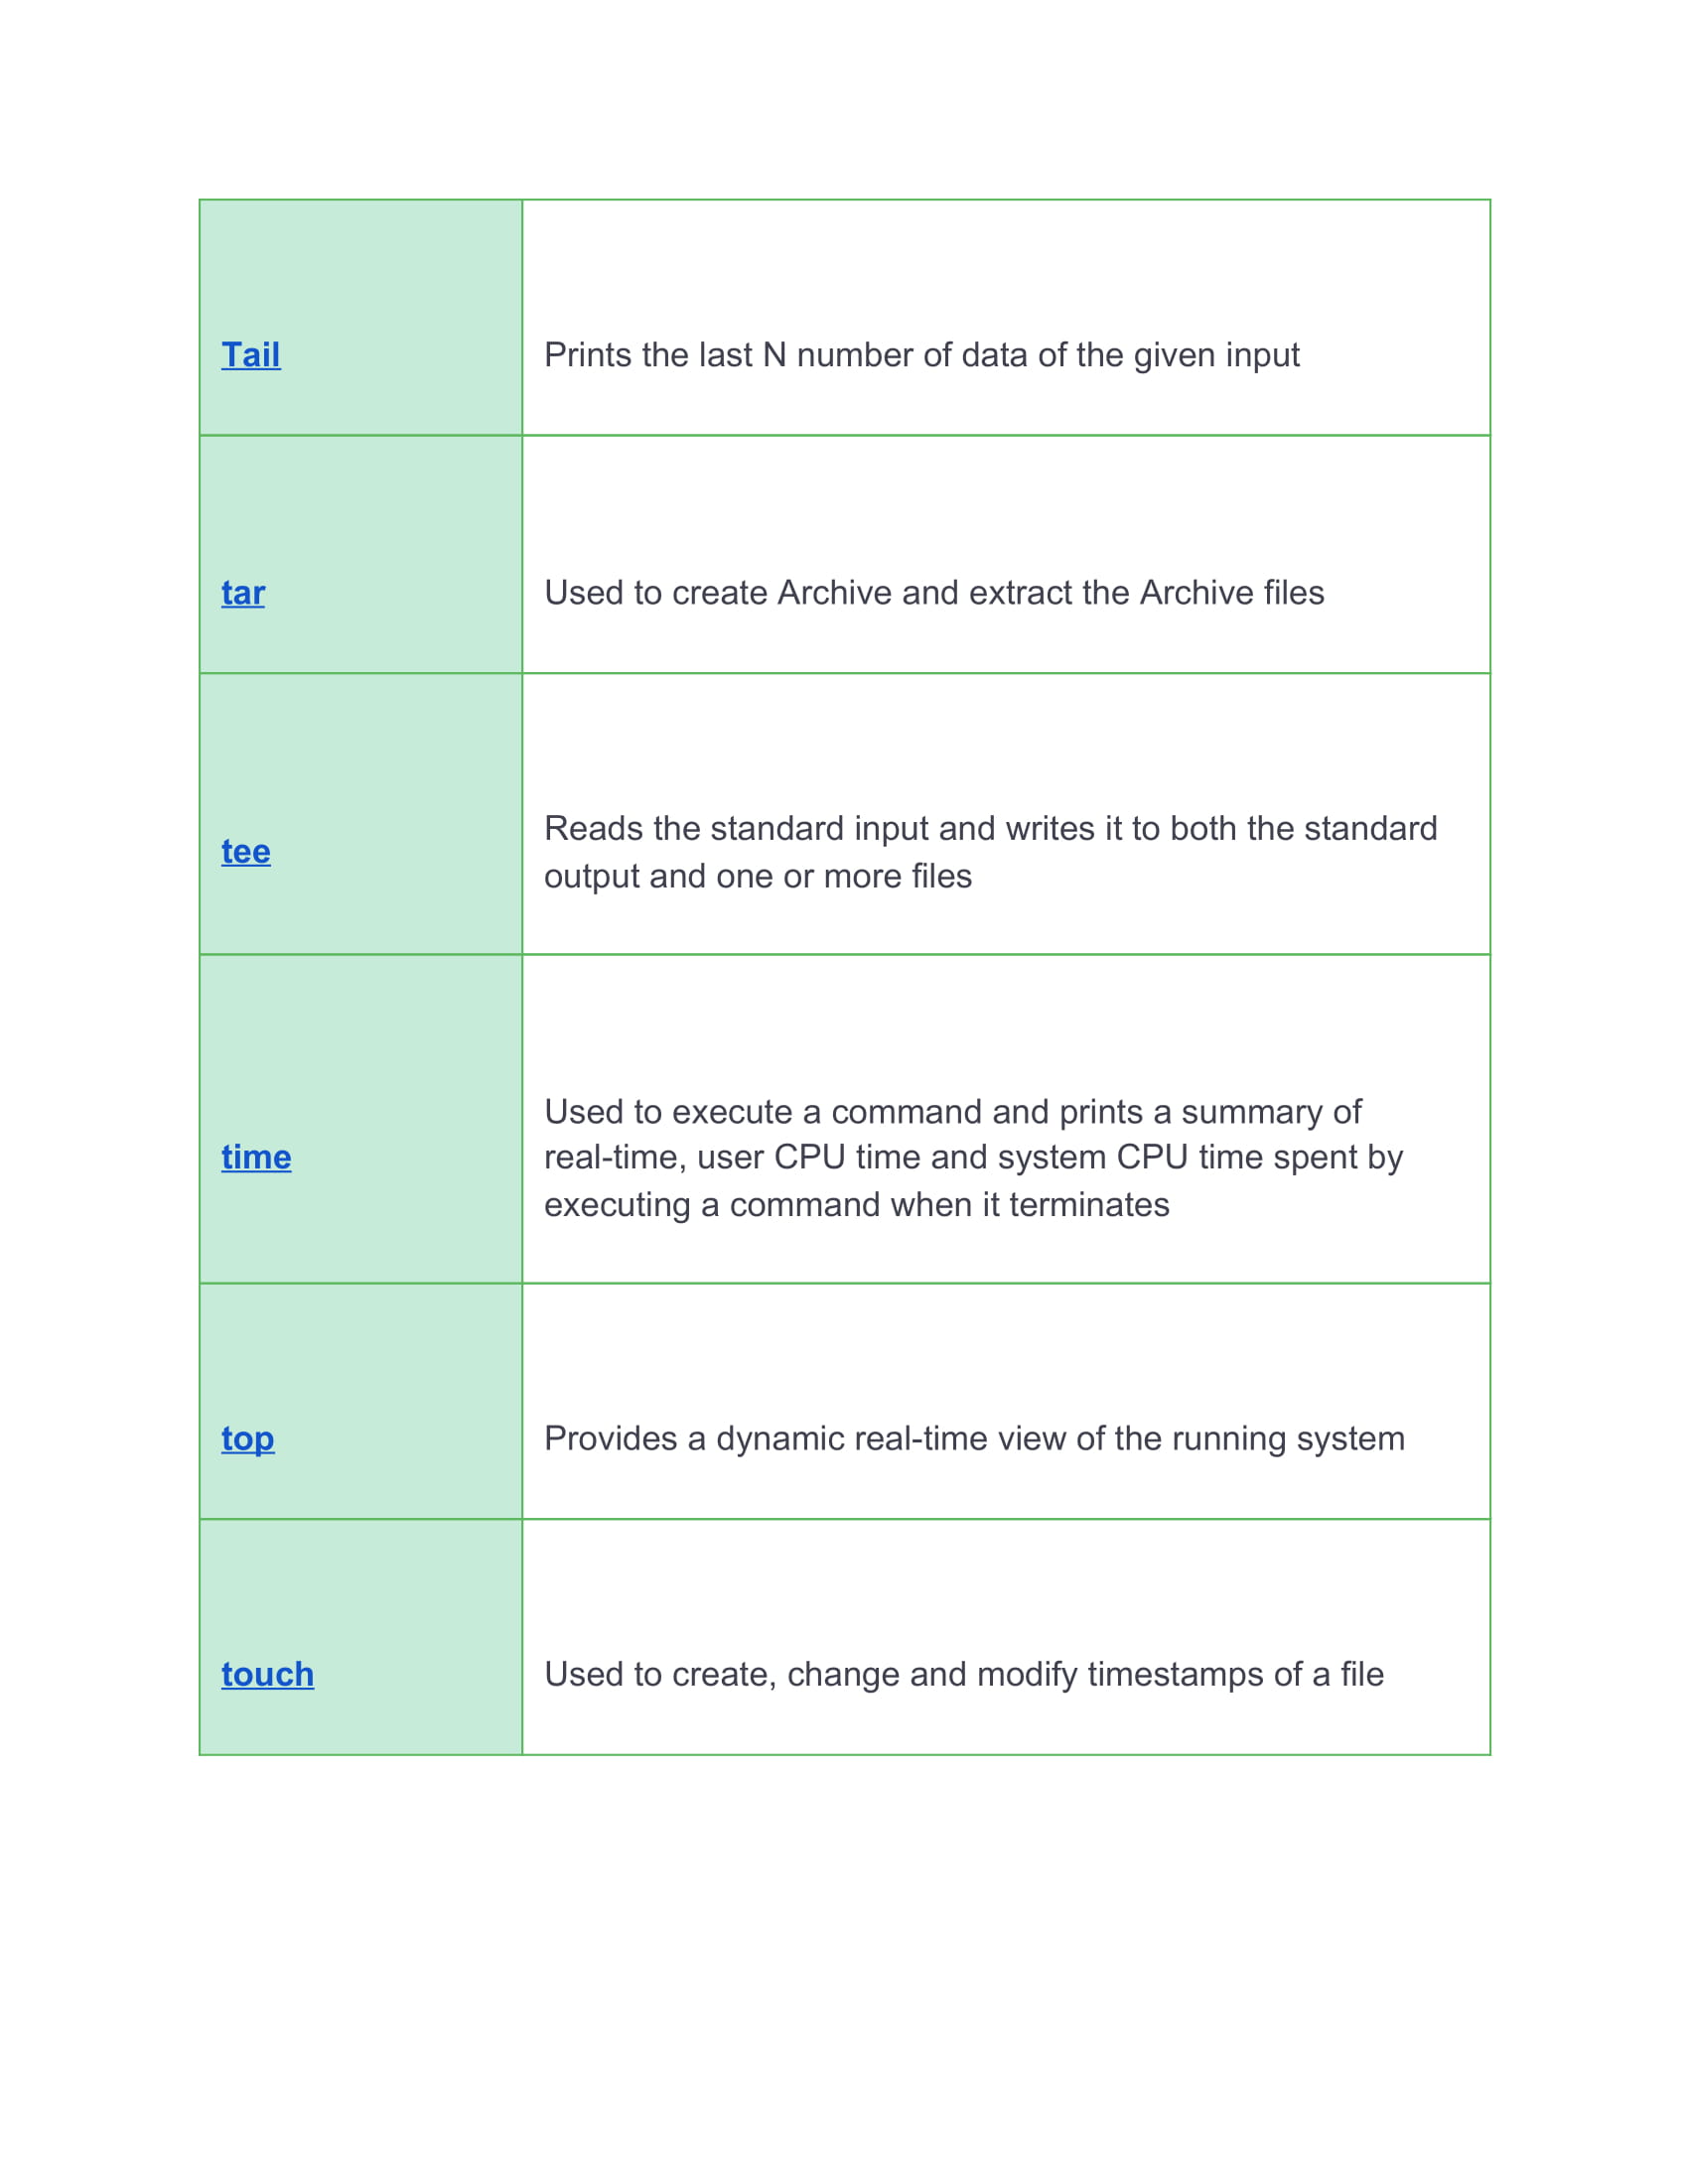 Tail
Prints the last N number of data of the given input
tar
Used to create Archive and extract the Archive files
tee
Reads the standard input and writes it to both the standard
output and one or more files
time
Used to execute a command and prints a summary of
real-time, user CPU time and system CPU time spent by
executing a command when it terminates
top
Provides a dynamic real-time view of the running system
touch
Used to create, change and modify timestamps of a file